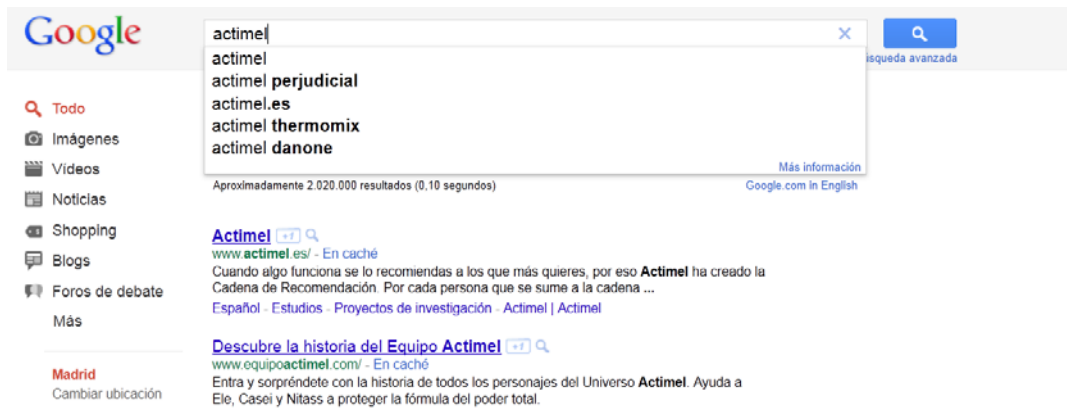 Google
actimel
actimel
actimel perjudicial
actimel.es
actimel thermomix
actimel danone
Más información
squeda avanzada
Aproximadamente 2.020.000 resultados (0,10 segundos)
Google.com in English
Todo
Imágenes
Vídeos
Noticias
Shopping
Blogs
Foros de debate
Más
Madrid
Cambiar ubicación
Actimel +1
www.actimel.es/ - En caché
Cuando algo funciona se lo recomiendas a los que más quieres, por eso Actimel ha creado la
Cadena de Recomendación. Por cada persona que se sume a la cadena ...
Español - Estudios - Proyectos de investigación - Actimel | Actimel
Descubre la historia del Equipo Actimel +1
www.equipoactimel.com/ - En caché
Entra y sorpréndete con la historia de todos los personajes del Universo Actimel. Ayuda a
Ele, Casei y Nitass a proteger la fórmula del poder total.